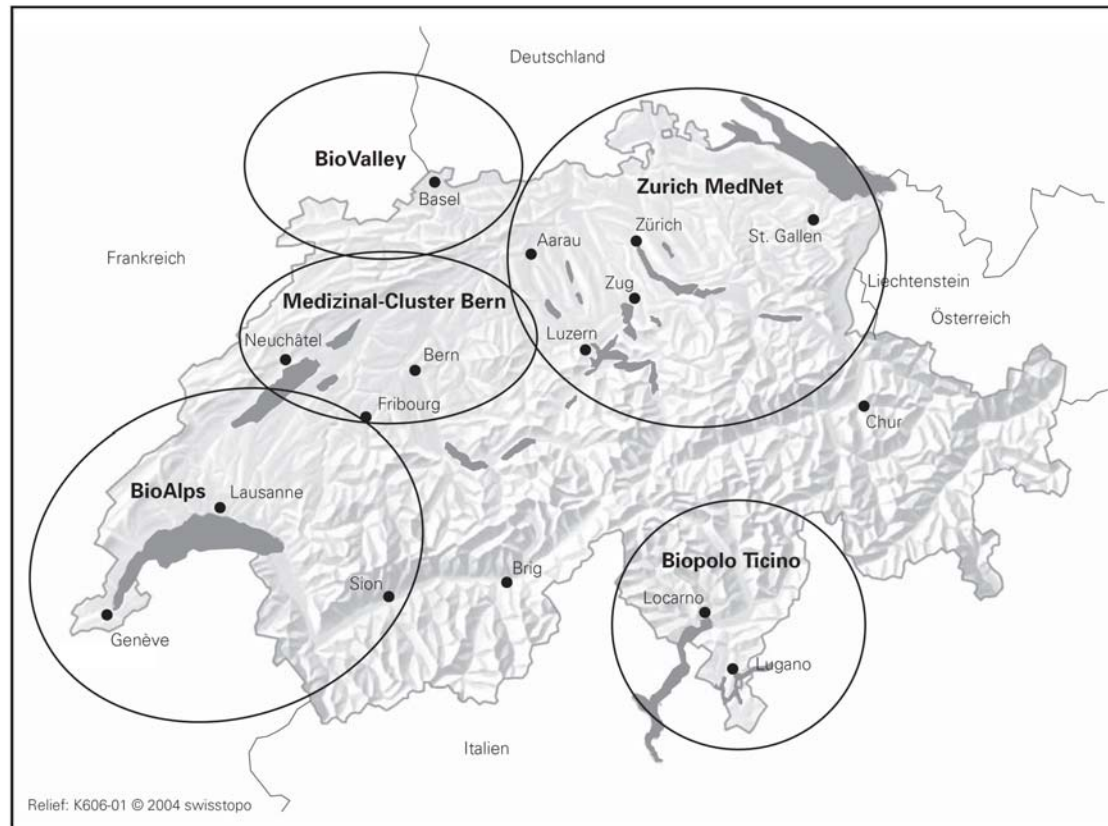 Deutschland
BioValley
Basel
Zurich MedNet
Zürich
St. Gallen
Aarau
Frankreich
Liechtenstein
Zug
Medizinal-Cluster Bern
Österreich
Neuchâtel
Luzern
Bern
Fribourg
Chur
BioAlps
Lausanne
Biopolo Ticino
Brig
Sion
Locarno
Genève
Lugano
Italien
Relief: K606-01 © 2004 swisstopo